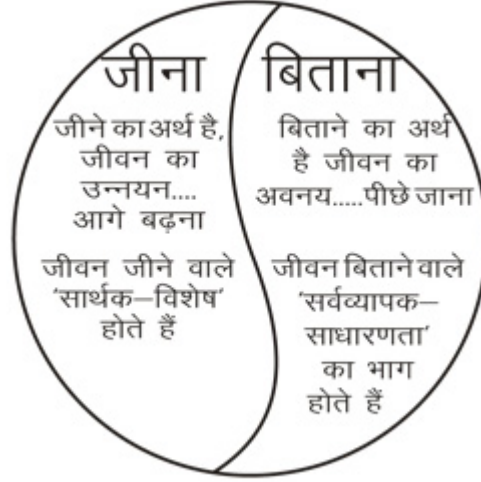 जीना
जीने का अर्थ है,
जीवन का
उन्नयन....
आगे बढ़ना
जीवन जीने वाले
‘सार्थक–विशेष’
होते हैं
बिताना
बिताने का अर्थ
है जीवन का
अवनय.....पीछे जाना
जीवन बिताने वाले
‘सर्वव्यापक–
साधारणता’
का भाग
होते हैं